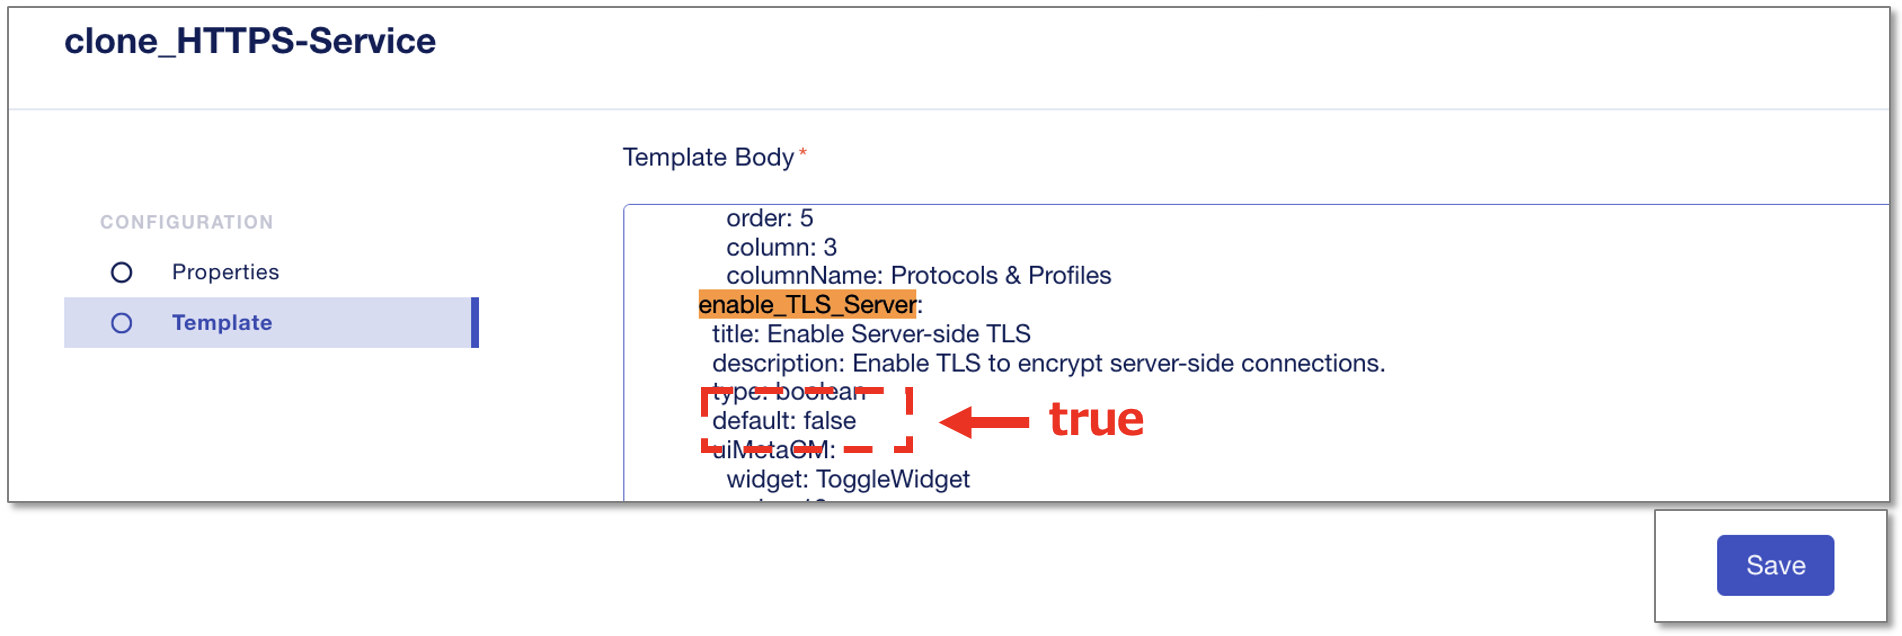 clone_HTTPS-Service
Template Body*
CONFIGURATION
Properties
Template
order: 5
column: 3
columnName: Protocols & Profiles
enable_TLS_Server:
title: Enable Server-side TLS
description: Enable TLS to encrypt server-side connections.
type: boolean
default: false
true
uiMetaOM:
widget: ToggleWidget
Save